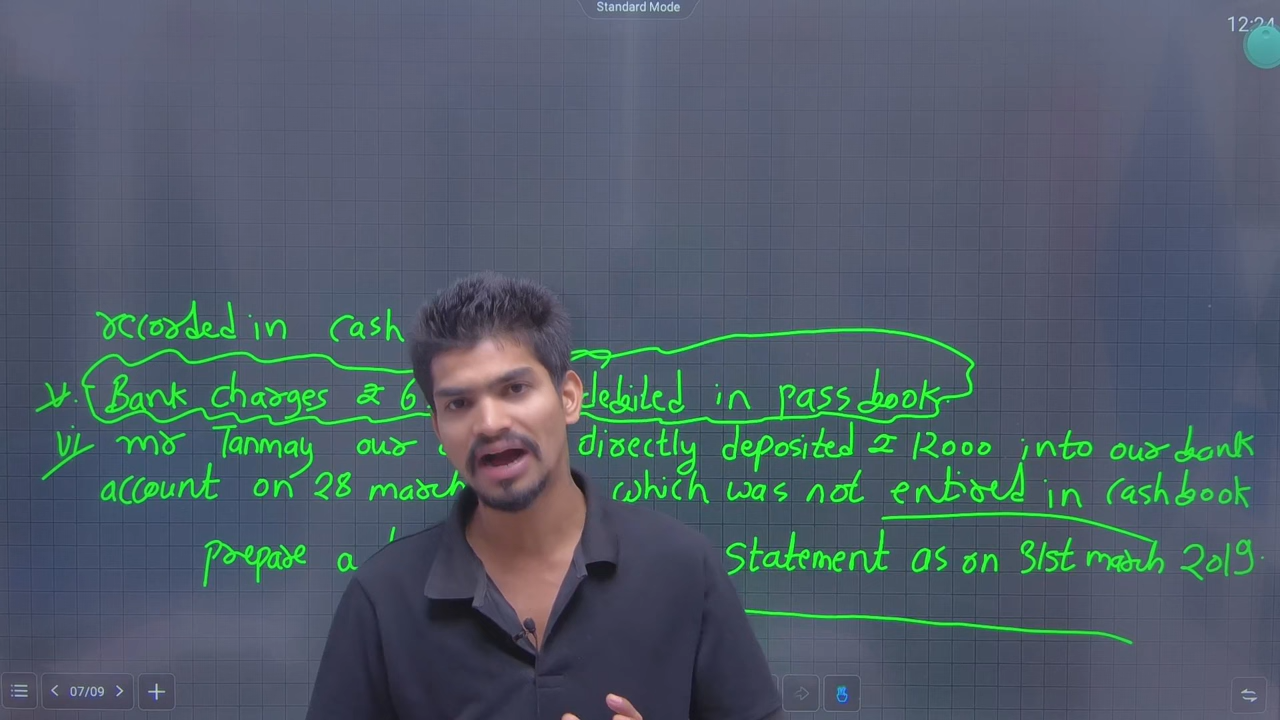 Standard Mode
12:24
recorded in cash
v. Bank charges ₹ 6 debited in pass book.
vi mr Tanmay our directly deposited ₹ 12000 into our bank
account on 28 march which was not entired in cashbook
prepare a Statement as on 31st march 2019.
07/09